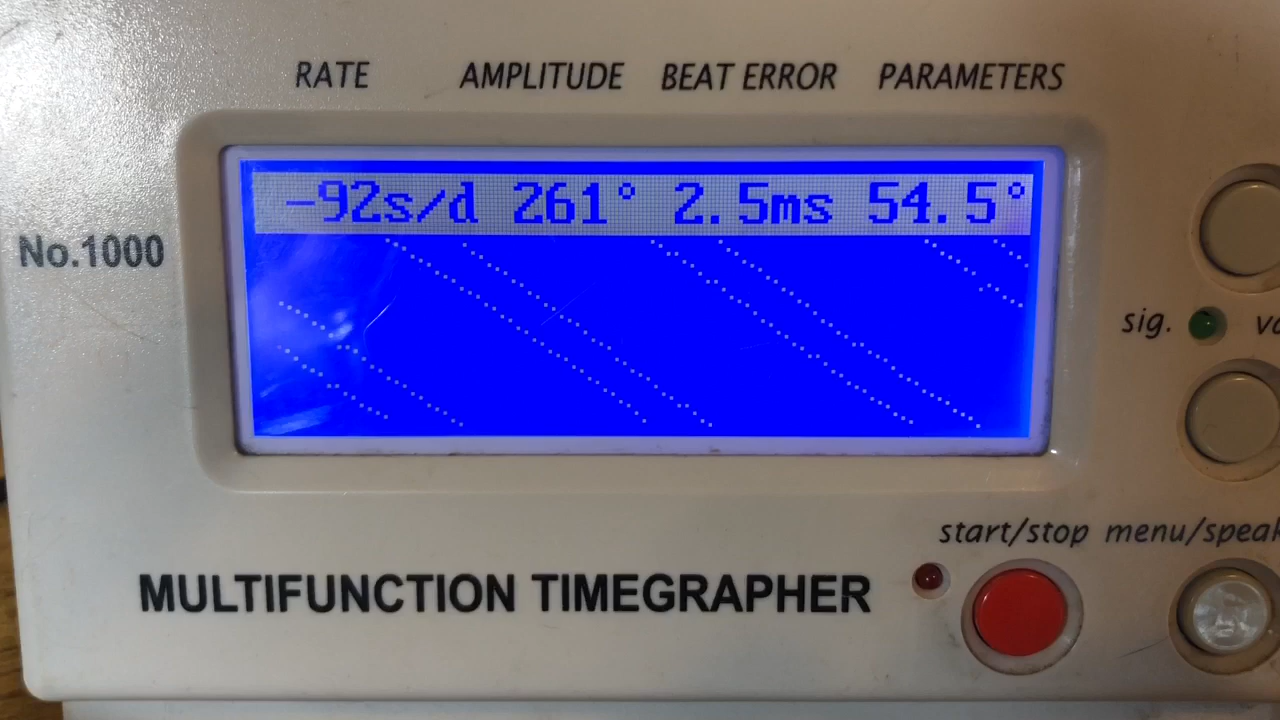 RATE AMPLITUDE BEAT ERROR PARAMETERS
-92s/d 261° 2.5ms 54.5°
No.1000
sig.
start/stop menu/speak
MULTIFUNCTION TIMEGRAPHER